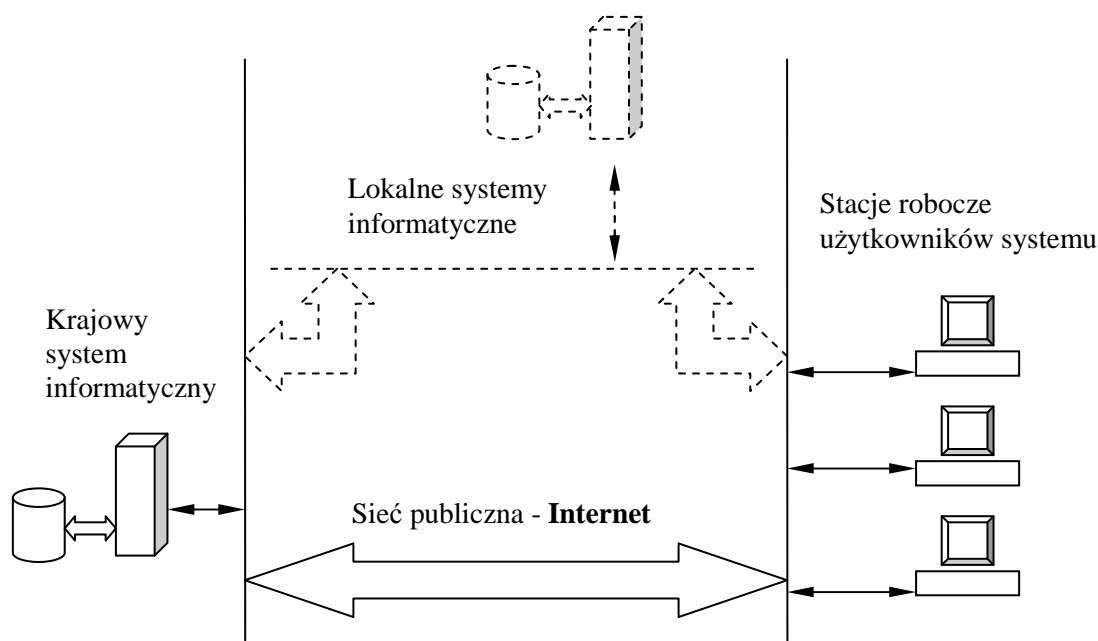 Lokalne systemy
informatyczne
Stacje robocze
użytkowników systemu
Krajowy
system
informatyczny
Sieć publiczna - Internet